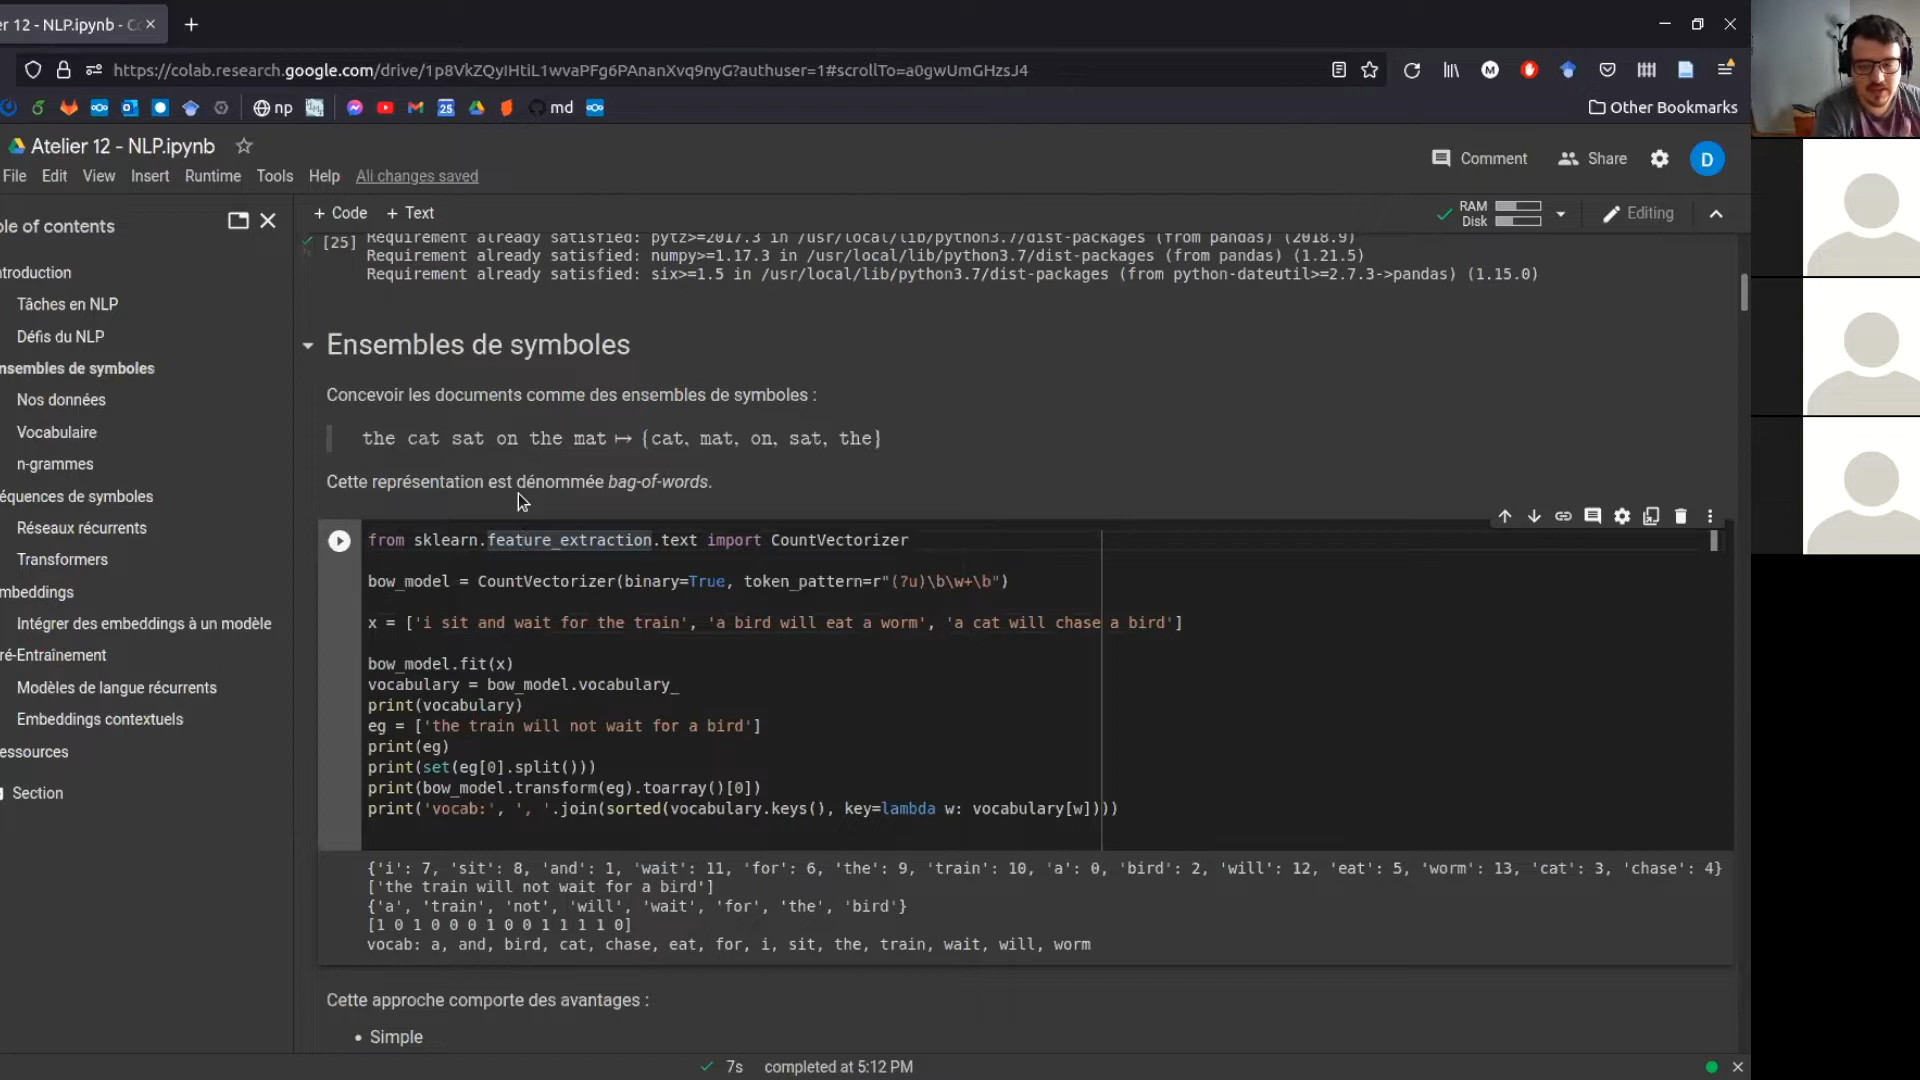 er 12 - NLP.ipynb - C
https://colab.research.google.com/drive/1p8VkZQyIHtiL1wvaPFg6PAnanXvq9nyG?authuser=1#scrollTo=a0gwUmGHzsJ4
np
25
md
Other Bookmarks
Atelier 12 - NLP.ipynb
Comment
Share
D
File Edit View Insert Runtime Tools Help All changes saved
+ Code + Text
RAM
Disk
Editing
ble of contents
ntroduction
Tâches en NLP
Défis du NLP
nsembles de symboles
Nos données
Vocabulaire
n-grammes
équences de symboles
Réseaux récurrents
Transformers
mbeddings
Intégrer des embeddings à un modèle
ré-Entraînement
Modèles de langue récurrents
Embeddings contextuels
essources
Section
[25] Requirement already satisfied: pytz>=2017.3 in /usr/local/lib/python3.7/dist-packages (from pandas) (2018.9)
Requirement already satisfied: numpy>=1.17.3 in /usr/local/lib/python3.7/dist-packages (from pandas) (1.21.5)
Requirement already satisfied: six>=1.5 in /usr/local/lib/python3.7/dist-packages (from python-dateutil>=2.7.3->pandas) (1.15.0)
Ensembles de symboles
Concevoir les documents comme des ensembles de symboles :
the cat sat on the mat ↦ {cat, mat, on, sat, the}
Cette représentation est dénommée bag-of-words.
from sklearn.feature_extraction.text import CountVectorizer
bow_model = CountVectorizer(binary=True, token_pattern=r"(?u)\b\w+\b")
x = ['i sit and wait for the train', 'a bird will eat a worm', 'a cat will chase a bird']
bow_model.fit(x)
vocabulary = bow_model.vocabulary_
print(vocabulary)
eg = ['the train will not wait for a bird']
print(eg)
print(set(eg[0].split()))
print(bow_model.transform(eg).toarray()[0])
print('vocab:', ', '.join(sorted(vocabulary.keys(), key=lambda w: vocabulary[w])))
{'i': 7, 'sit': 8, 'and': 1, 'wait': 11, 'for': 6, 'the': 9, 'train': 10, 'a': 0, 'bird': 2, 'will': 12, 'eat': 5, 'worm': 13, 'cat': 3, 'chase': 4}
['the train will not wait for a bird']
{'a', 'train', 'not', 'will', 'wait', 'for', 'the', 'bird'}
[1 0 1 0 0 0 1 0 0 1 1 1 1 0]
vocab: a, and, bird, cat, chase, eat, for, i, sit, the, train, wait, will, worm
Cette approche comporte des avantages :
• Simple
7s completed at 5:12 PM